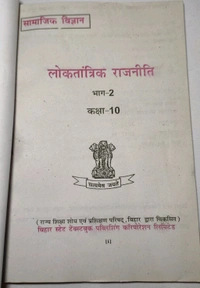 सामाजिक विज्ञान
लोकतांत्रिक राजनीति
भाग-2
कक्षा-10
सत्यमेव जयते
( राज्य शिक्षा शोध एवं प्रशिक्षण परिषद्, बिहार द्वारा विकसित )
बिहार स्टेट टेक्स्टबुक पब्लिशिंग कॉरपोरेशन लिमिटेड